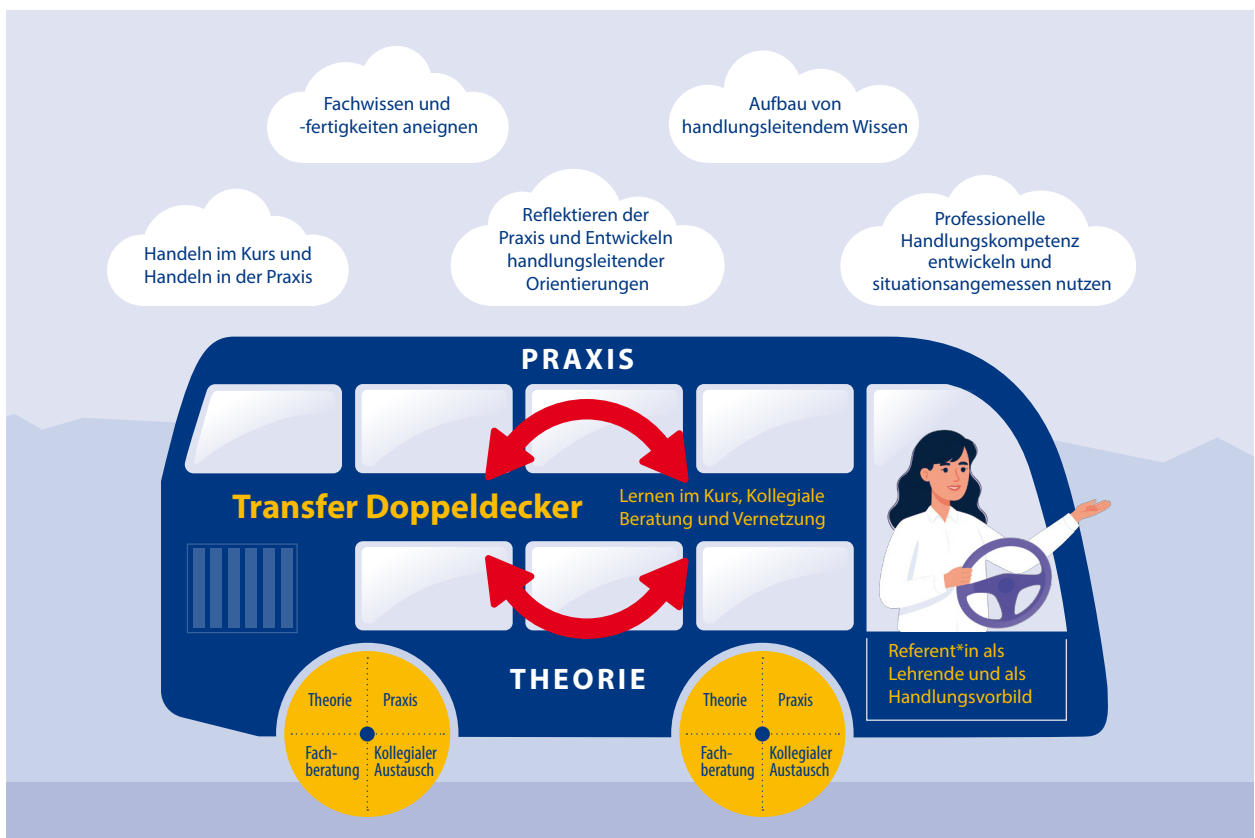 Fachwissen und
-fertigkeiten aneignen
Aufbau von
handlungsleitendem Wissen
Handeln im Kurs und
Handeln in der Praxis
Reflektieren der
Praxis und Entwickeln
handlungsleitender
Orientierungen
Professionelle
Handlungskompetenz
entwickeln und
situationsangemessen nutzen
PRAXIS
Transfer Doppeldecker
Lernen im Kurs, Kollegiale
Beratung und Vernetzung
THEORIE
Referent*in als
Lehrende und als
Handlungsvorbild
Theorie
Praxis
Fach-
beratung
Kollegialer
Austausch
Theorie
Praxis
Fach-
beratung
Kollegialer
Austausch